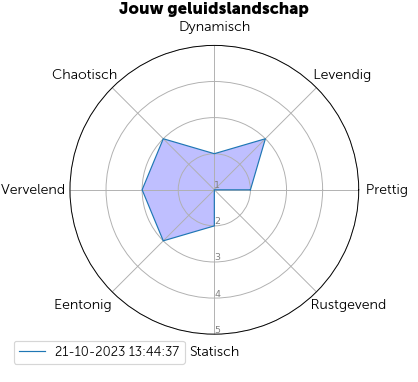 Jouw geluidslandschap
Dynamisch
Chaotisch
Levendig
Vervelend
1
Prettig
2
3
Eentonig
4
Rustgevend
5
21-10-2023 13:44:37
Statisch